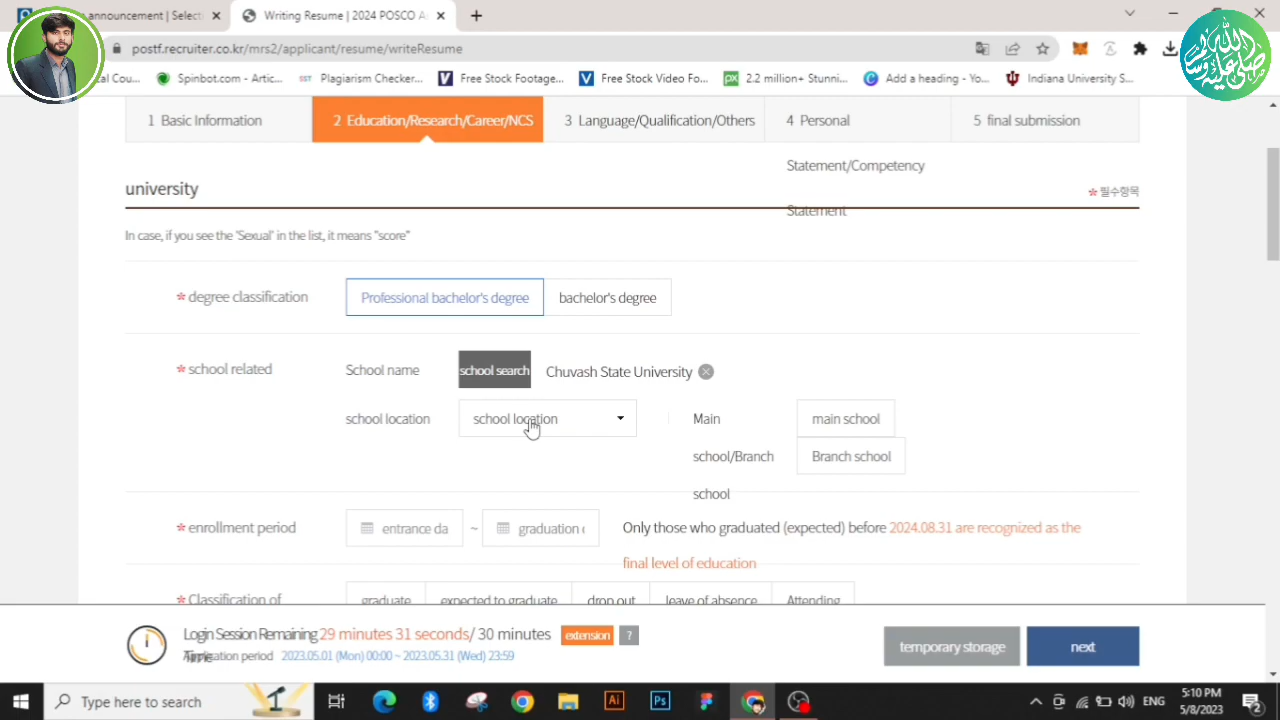 announcement | Select
Writing Resume | 2024 POSCO A
postf.recruiter.co.kr/mrs2/applicant/resume/writeResume
al Cou...
Spinbot.com - Artic...
SST
Plagiarism Checker...
V
Free Stock Footage...
V
Free Stock Video Fo...
px
2.2 million+ Stunni...
C
Add a heading - Yo...
Indiana University S...
1 Basic Information
2 Education/Research/Career/NCS
3 Language/Qualification/Others
4 Personal
Statement/Competency
Statement
5 final submission
university
* 필수항목
In case, if you see the 'Sexual' in the list, it means "score"
* degree classification
Professional bachelor's degree
bachelor's degree
* school related
School name
school search
Chuvash State University
school location
school location
Main
school/Branch
school
main school
Branch school
* enrollment period
entrance da
~
graduation
Only those who graduated (expected) before 2024.08.31 are recognized as the
final level of education
* Classification of
graduate
expected to graduate
drop out
leave of absence
Attending
Login Session Remaining 29 minutes 31 seconds/ 30 minutes
extension
?
Application period 2023.05.01 (Mon) 00:00 ~ 2023.05.31 (Wed) 23:59
temporary storage
next
Type here to search
Ai
Ps
ENG
5:10 PM
5/8/2023
2